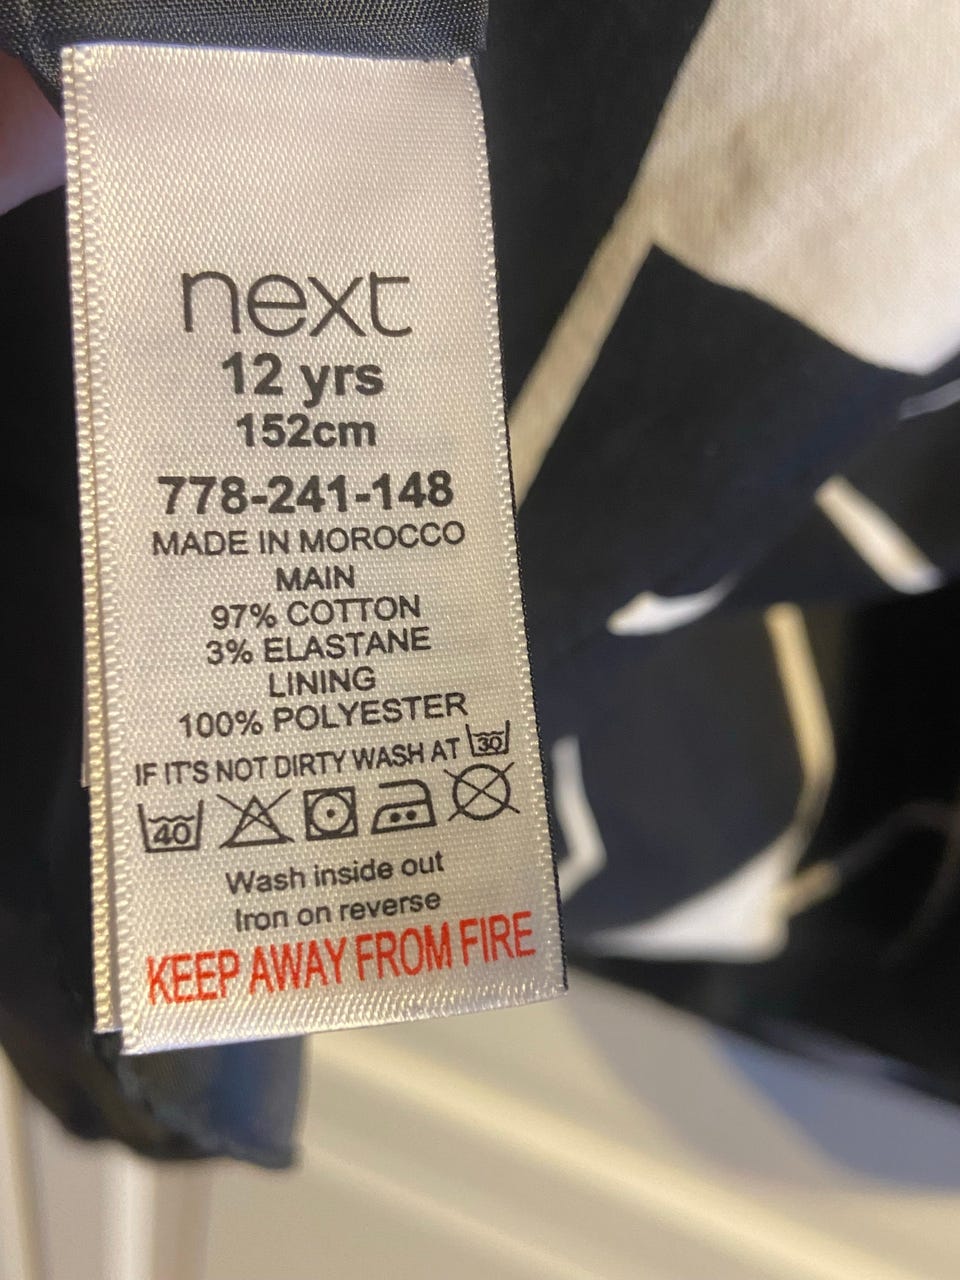 next
12 yrs
152cm
778-241-148
MADE IN MOROCCO
MAIN
97% COTTON
3% ELASTANE
LINING
100% POLYESTER
IF IT'S NOT DIRTY WASH AT 30
40
Wash inside out
Iron on reverse
KEEP AWAY FROM FIRE